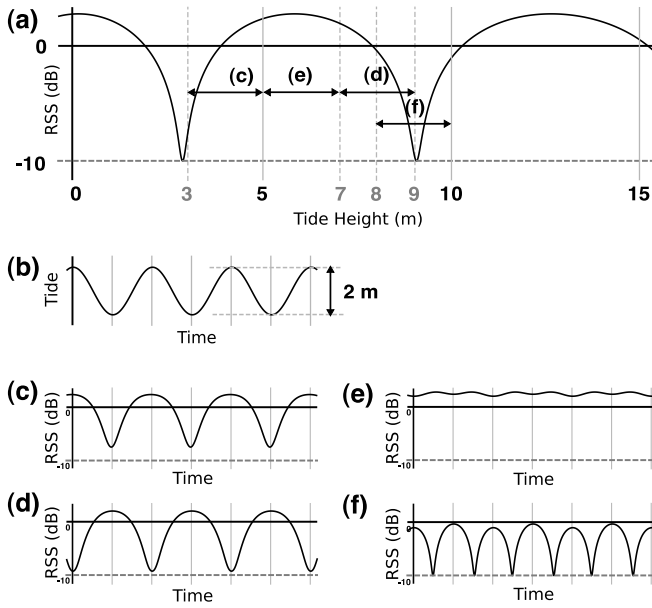 (a)
RSS (dB)
0
-10
(c)
(e)
(d)
(f)
0
3
5
7
8
9
10
15
Tide Height (m)
(b)
Tide
2 m
Time
(c)
RSS (dB)
0
-10
Time
(e)
RSS (dB)
0
-10
Time
(d)
RSS (dB)
0
-10
Time
(f)
RSS (dB)
0
-10
Time